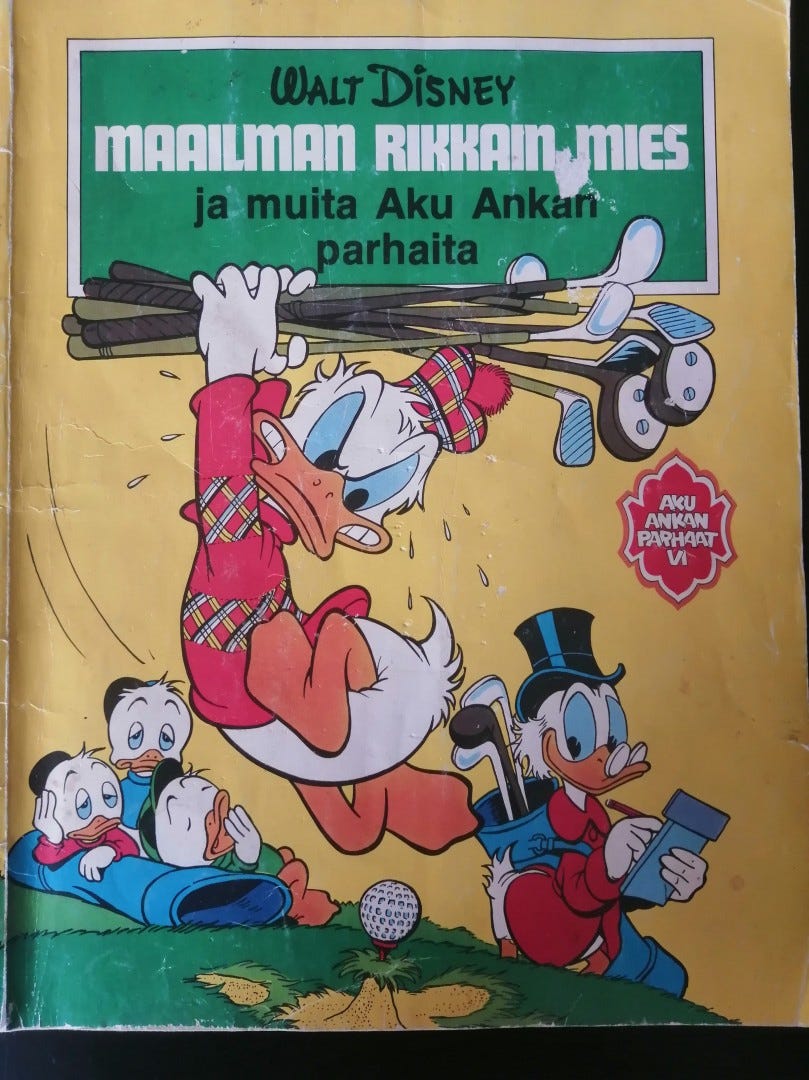 WALT DISNEY
MAAILMAN RIKKAIN MIES
ja muita Aku Ankan
parhaita
AKU
ANKAN
PARHAAT
VI